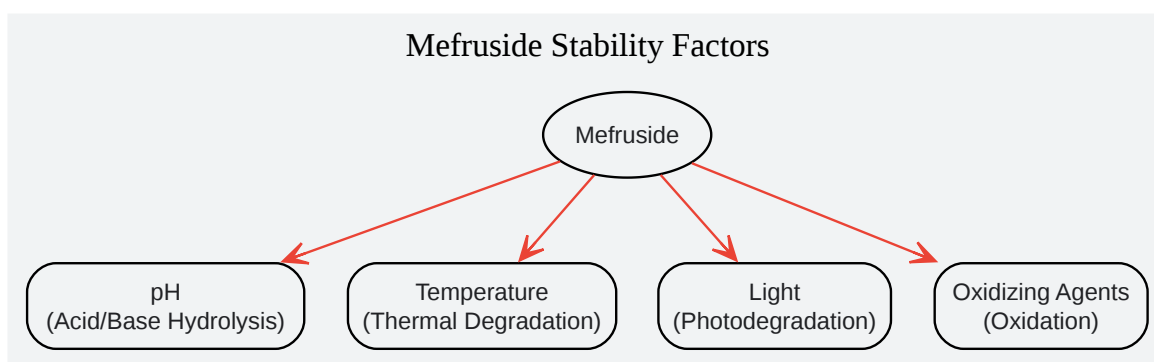 Mefruside Stability Factors
Mefruside
pH
(Acid/Base Hydrolysis)
Temperature
(Thermal Degradation)
Light
(Photodegradation)
Oxidizing Agents
(Oxidation)